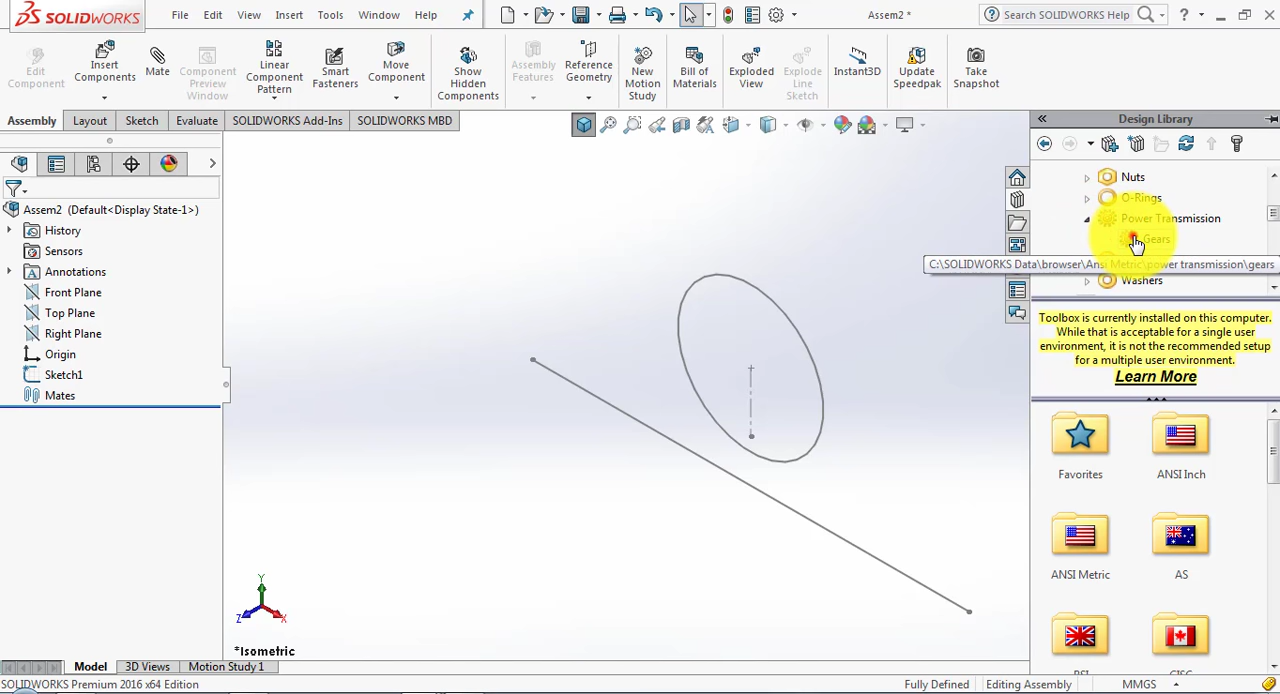 SOLIDWORKS File Edit View Insert Tools Window Help Assem2 * Search SOLIDWORKS Help ?
Edit Component
Insert Components
Mate
Component Preview Window
Linear Component Pattern
Smart Fasteners
Move Component
Show Hidden Components
Assembly Features
Reference Geometry
New Motion Study
Bill of Materials
Exploded View
Explode Line Sketch
Instant3D
Update Speedpak
Take Snapshot
Assembly Layout Sketch Evaluate SOLIDWORKS Add-Ins SOLIDWORKS MBD
Design Library
Assem2 (Default<Display State-1>)
History
Sensors
Annotations
Front Plane
Top Plane
Right Plane
Origin
Sketch1
Mates
Nuts
O-Rings
Power Transmission
Gears
C:\SOLIDWORKS Data\browser\Ansi Metric\power transmission\gears
Washers
Toolbox is currently installed on this computer.
While that is acceptable for a single user
environment, it is not the recommended setup
for a multiple user environment.
Learn More
Favorites ANSI Inch
ANSI Metric AS
BSI CISC
Y
Z X
*Isometric
Model 3D Views Motion Study 1
SOLIDWORKS Premium 2016 x64 Edition Fully Defined Editing Assembly MMGS